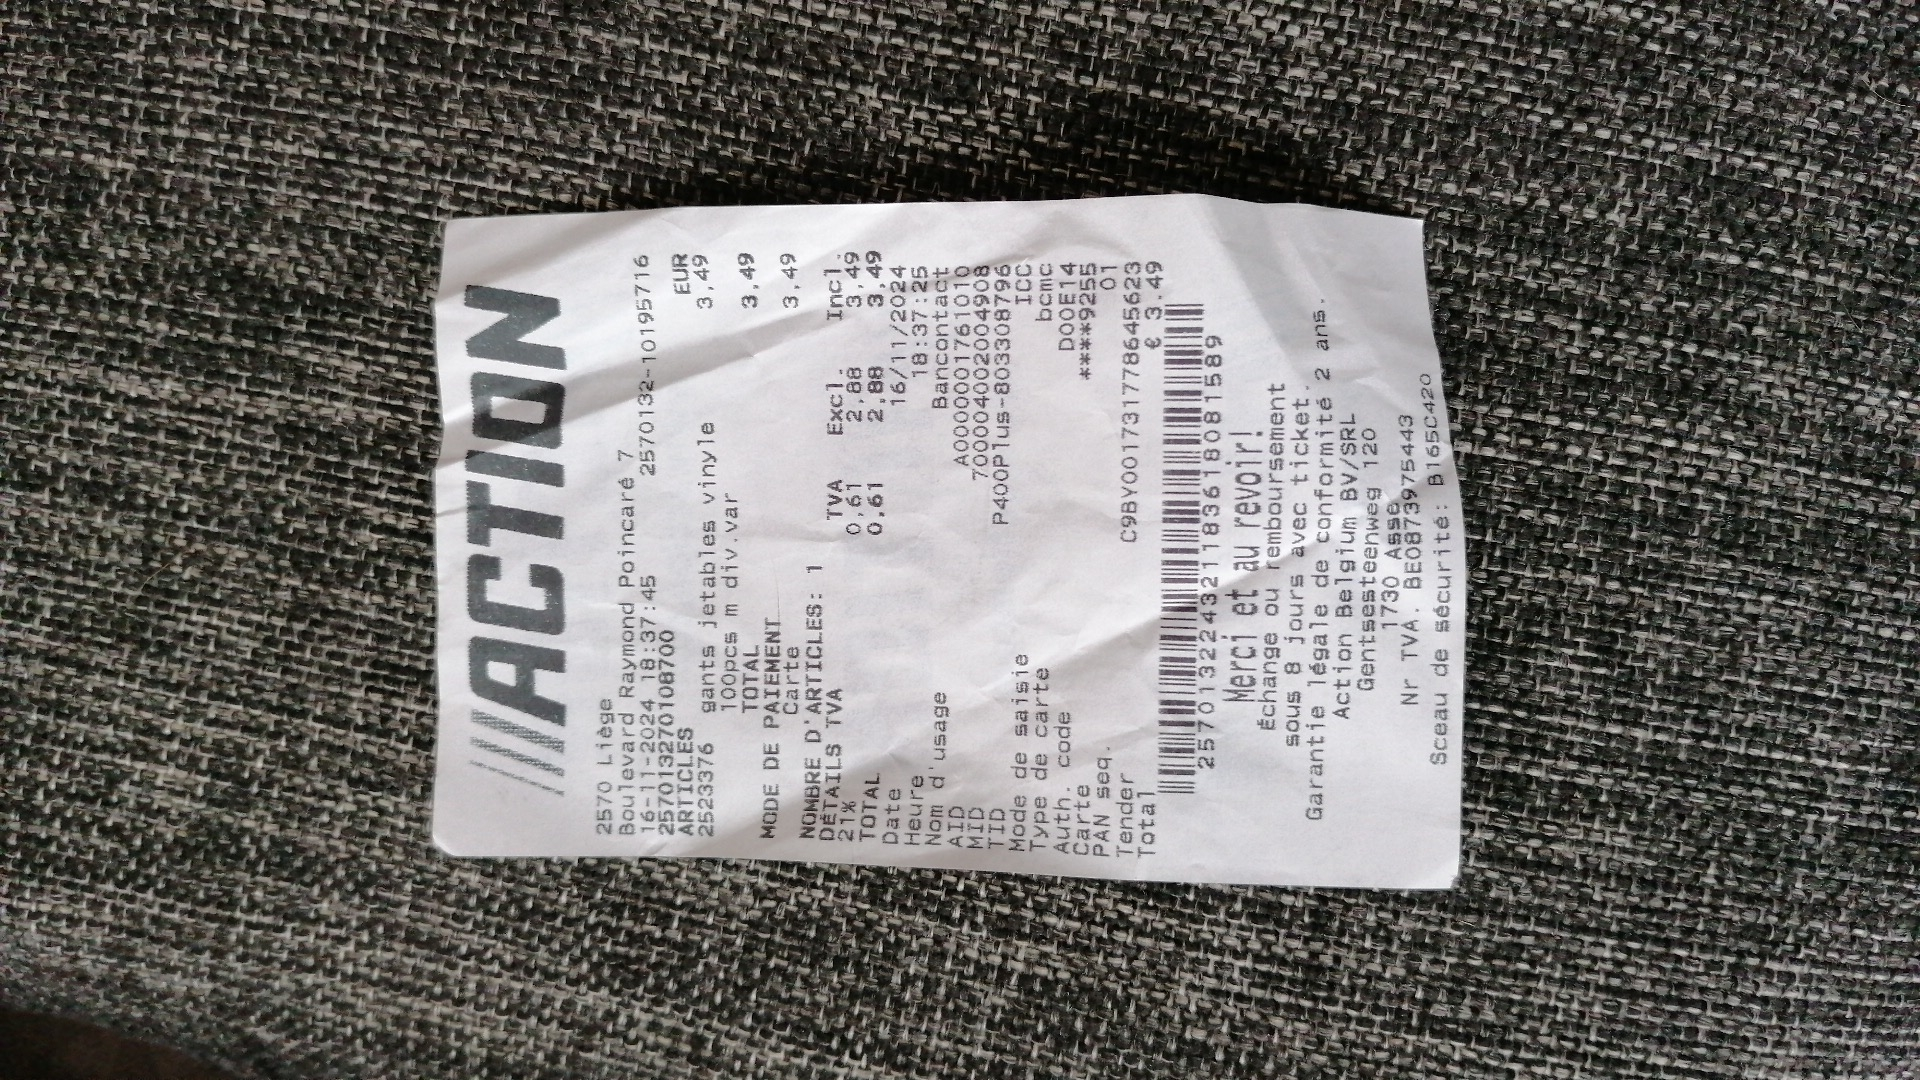 ///ACTION
2570 Liège
Boulevard Raymond Poincaré 7
16-11-2024 18:37:45 2570132-10195716
2570132701087OO
ARTICLES EUR
2523376 gants jetables vinyle 3,49
100pcs m div.var
TOTAL 3,49
MODE DE PAIEMENT
Carte 3,49
NOMBRE D'ARTICLES: 1
DÉTAILS TVA TVA Excl. Incl.
21% 0,61 2,88 3,49
TOTAL 0,61 2,88 3,49
Date 16/11/2024
Heure 18:37:25
Nom d'usage Bancontact
AID A0000001761010
MID 700004002004908
TID P400Plus-803308796
Mode de saisie ICC
Type de carte bcmc
Auth. code D00E14
Carte ****9255
PAN seq. 01
Tender C9BY001731778645623
Total € 3.49
2570132243211836180815​89
Merci et au revoir!
Échange ou remboursement
sous 8 jours avec ticket.
Garantie légale de conformité 2 ans.
Action Belgium BV/SRL
Gentsesteenweg 120
1730 Asse
Nr TVA. BE0873975443
Sceau de sécurité: B165C420